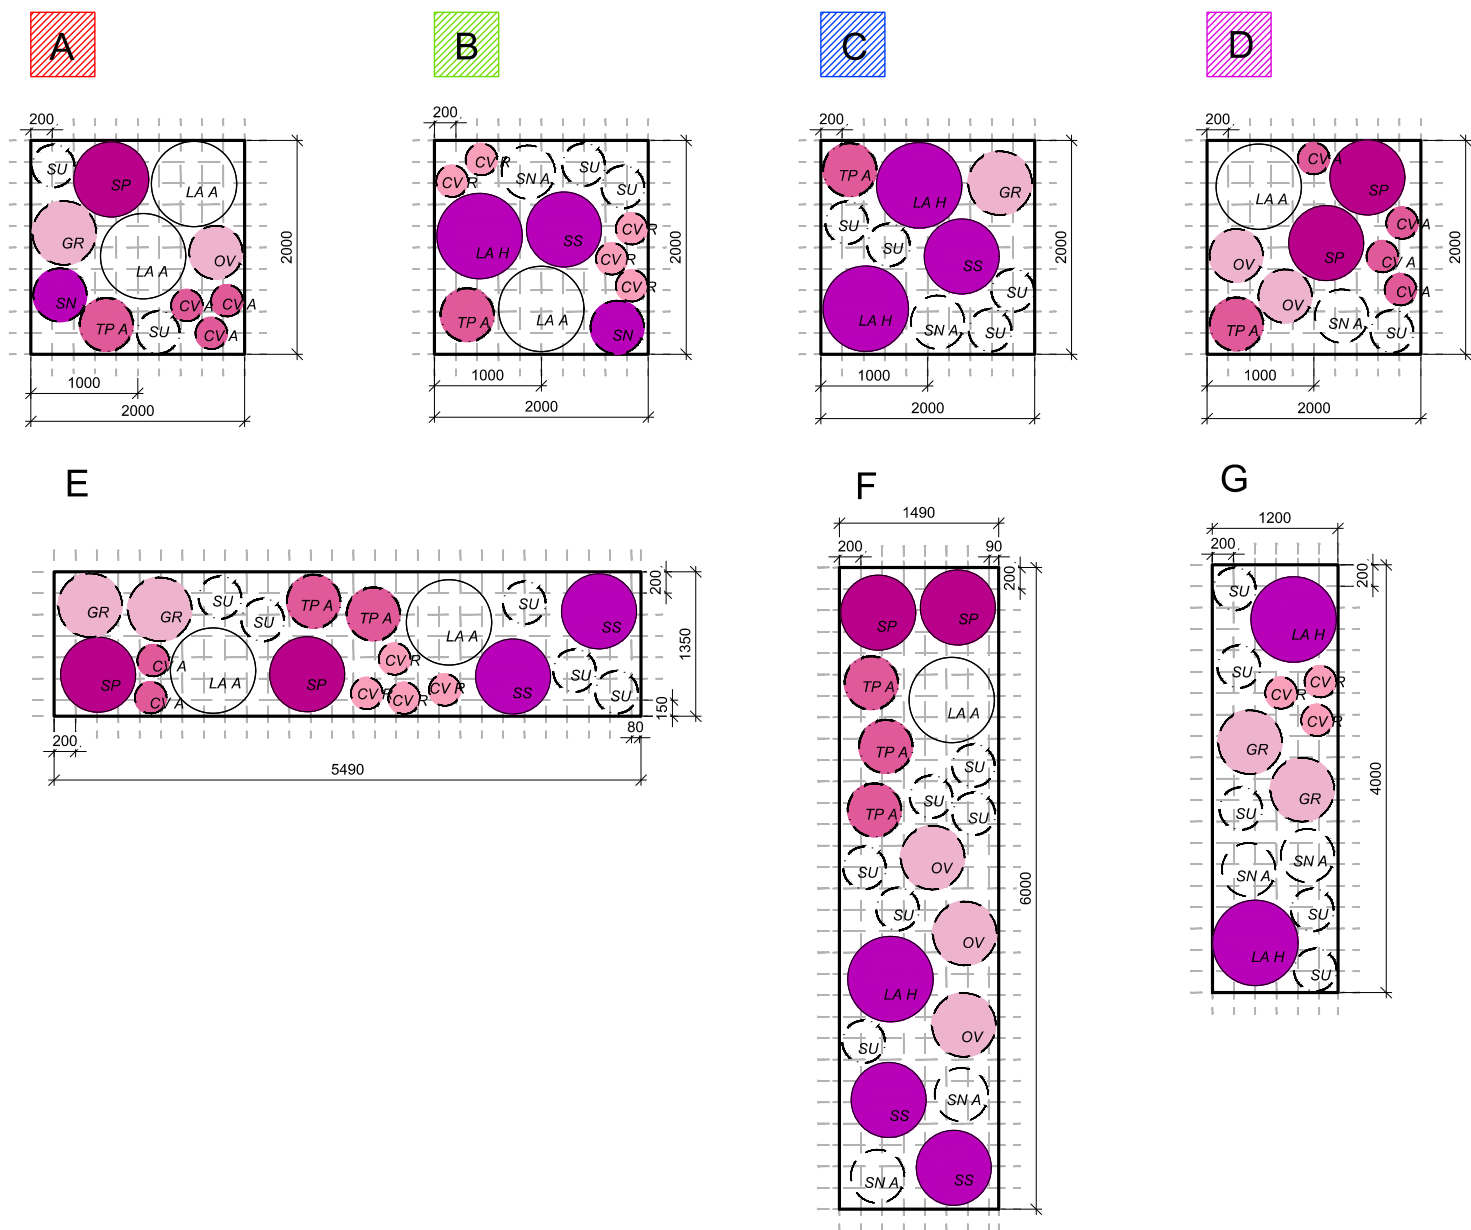 A
B
C
D
200
2000
SU
SP
LA A
GR
LA A
OV
SN
TP A
SU
CV A
CV A
CV A
1000
2000
200
2000
CV R
CV R
SN A
SU
SU
LA H
SS
CV R
CV R
CV R
TP A
LA A
SN
1000
2000
200
2000
TP A
LA H
GR
SU
SU
SS
SU
LA H
SN A
SU
1000
2000
200
2000
LA A
CV A
SP
CV A
SP
CV A
OV
OV
CV A
TP A
SN A
SU
1000
2000
E
GR
GR
SU
SU
TP A
TP A
LA A
SU
SS
SP
CV A
CV A
LA A
SP
CV R
CV R
CV R
CV R
SS
SU
SU
200
1350
150
200
80
5490
F
1490
200
90
200
SP
SP
TP A
LA A
TP A
SU
SU
SU
TP A
OV
SU
SU
OV
LA H
OV
SU
SS
SN A
SN A
SS
6000
G
1200
200
200
SU
LA H
SU
CV R
CV R
CV R
GR
GR
SU
SN A
SN A
SU
LA H
SU
4000